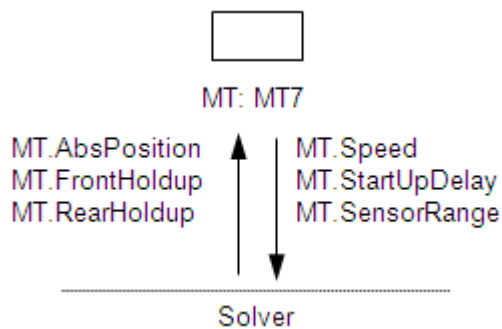 MT: MT7
MT.AbsPosition
MT.FrontHoldup
MT.RearHoldup
MT.Speed
MT.StartUpDelay
MT.SensorRange
Solver